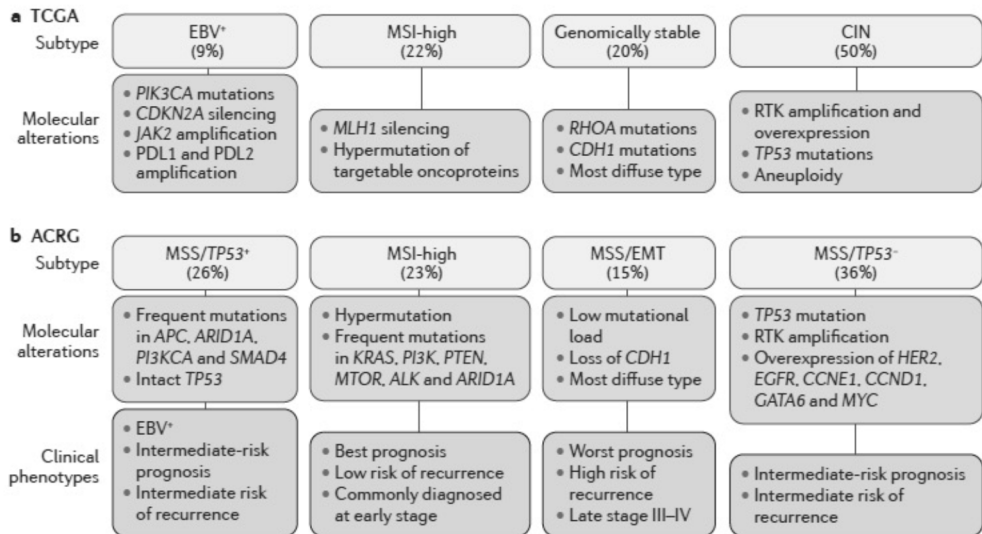 a TCGA
Subtype
EBV⁺
(9%)
MSI-high
(22%)
Genomically stable
(20%)
CIN
(50%)
Molecular
alterations
• PIK3CA mutations
• CDKN2A silencing
• JAK2 amplification
• PDL1 and PDL2
amplification
• MLH1 silencing
• Hypermutation of
targetable oncoproteins
• RHOA mutations
• CDH1 mutations
• Most diffuse type
• RTK amplification and
overexpression
• TP53 mutations
• Aneuploidy
b ACRG
Subtype
MSS/TP53⁺
(26%)
MSI-high
(23%)
MSS/EMT
(15%)
MSS/TP53⁻
(36%)
Molecular
alterations
• Frequent mutations
in APC, ARID1A,
PI3KCA and SMAD4
• Intact TP53
• Hypermutation
• Frequent mutations
in KRAS, PI3K, PTEN,
MTOR, ALK and ARID1A
• Low mutational
load
• Loss of CDH1
• Most diffuse type
• TP53 mutation
• RTK amplification
• Overexpression of HER2,
EGFR, CCNE1, CCND1,
GATA6 and MYC
Clinical
phenotypes
• EBV⁺
• Intermediate-risk
prognosis
• Intermediate risk
of recurrence
• Best prognosis
• Low risk of recurrence
• Commonly diagnosed
at early stage
• Worst prognosis
• High risk of
recurrence
• Late stage III–IV
• Intermediate-risk prognosis
• Intermediate risk of
recurrence